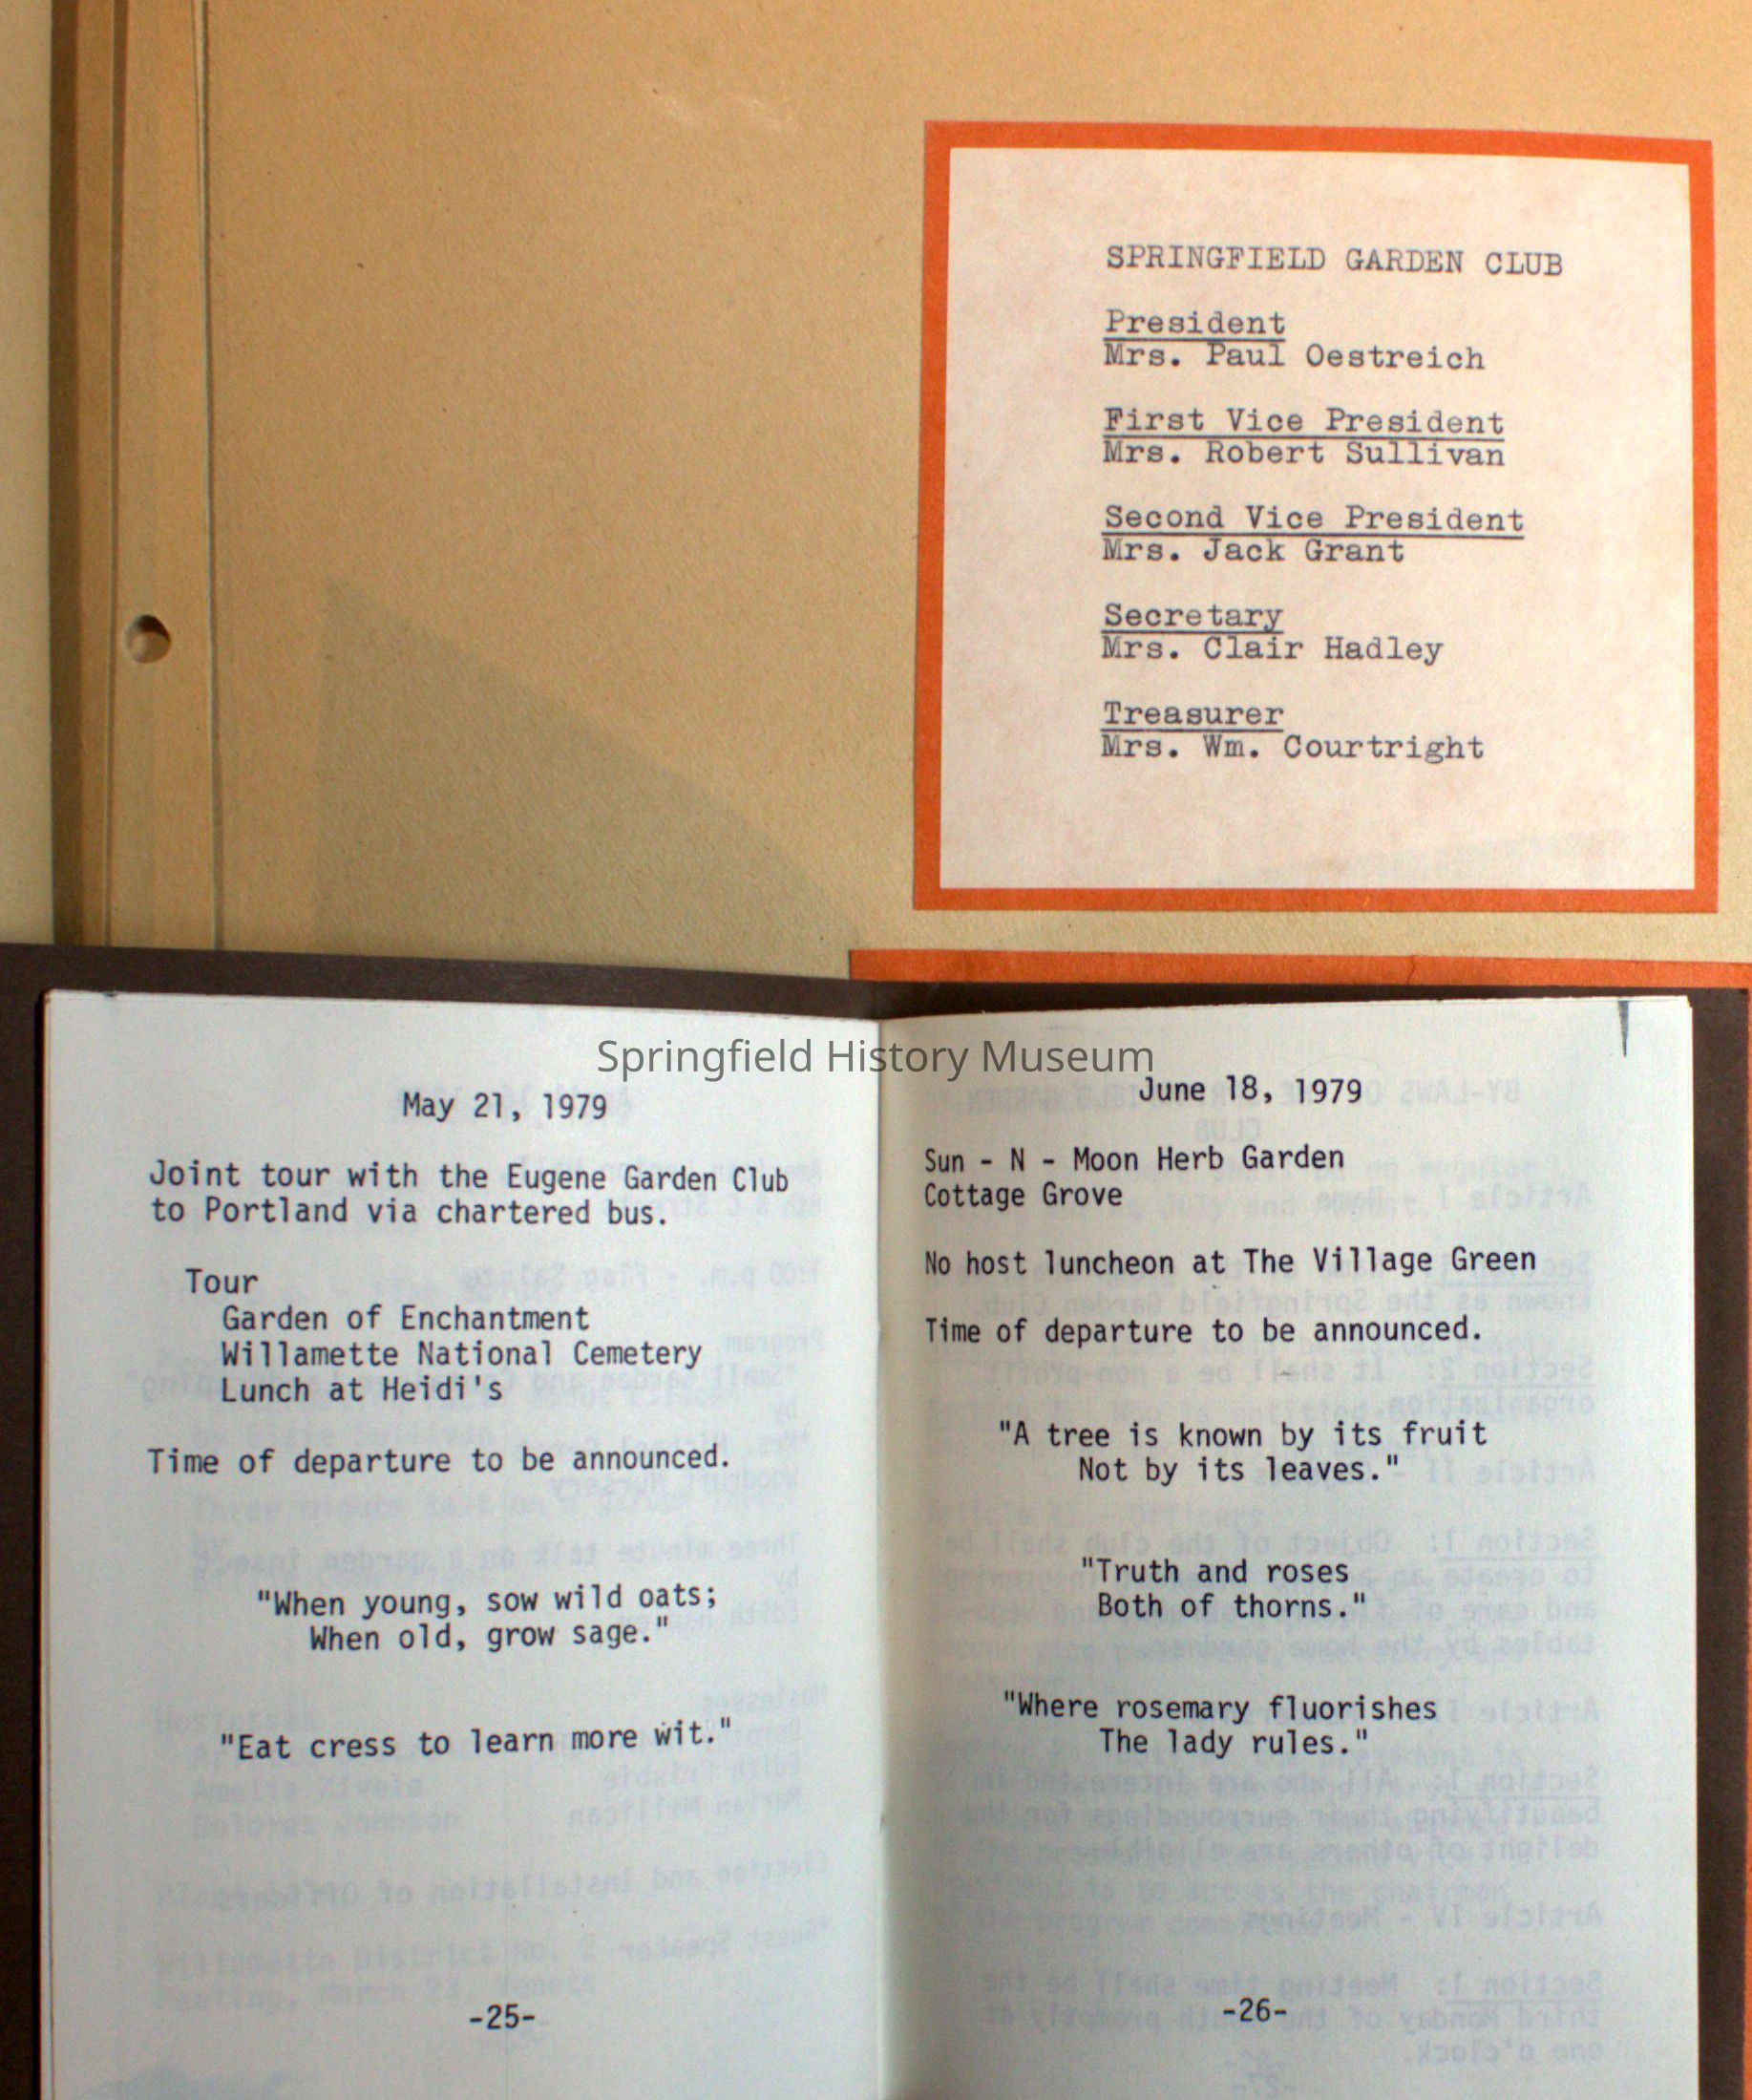 SPRINGFIELD GARDEN CLUB
President
Mrs. Paul Oestreich
First Vice President
Mrs. Robert Sullivan
Second Vice President
Mrs. Jack Grant
Secretary
Mrs. Clair Hadley
Treasurer
Mrs. Wm. Courtright
Springfield History Museum
May 21, 1979
Joint tour with the Eugene Garden Club
to Portland via chartered bus.
Tour
Garden of Enchantment
Willamette National Cemetery
Lunch at Heidi's
Time of departure to be announced.
"When young, sow wild oats;
When old, grow sage."
"Eat cress to learn more wit."
-25-
June 18, 1979
Sun - N - Moon Herb Garden
Cottage Grove
No host luncheon at The Village Green
Time of departure to be announced.
"A tree is known by its fruit
Not by its leaves."
"Truth and roses
Both of thorns."
"Where rosemary fluorishes
The lady rules."
-26-